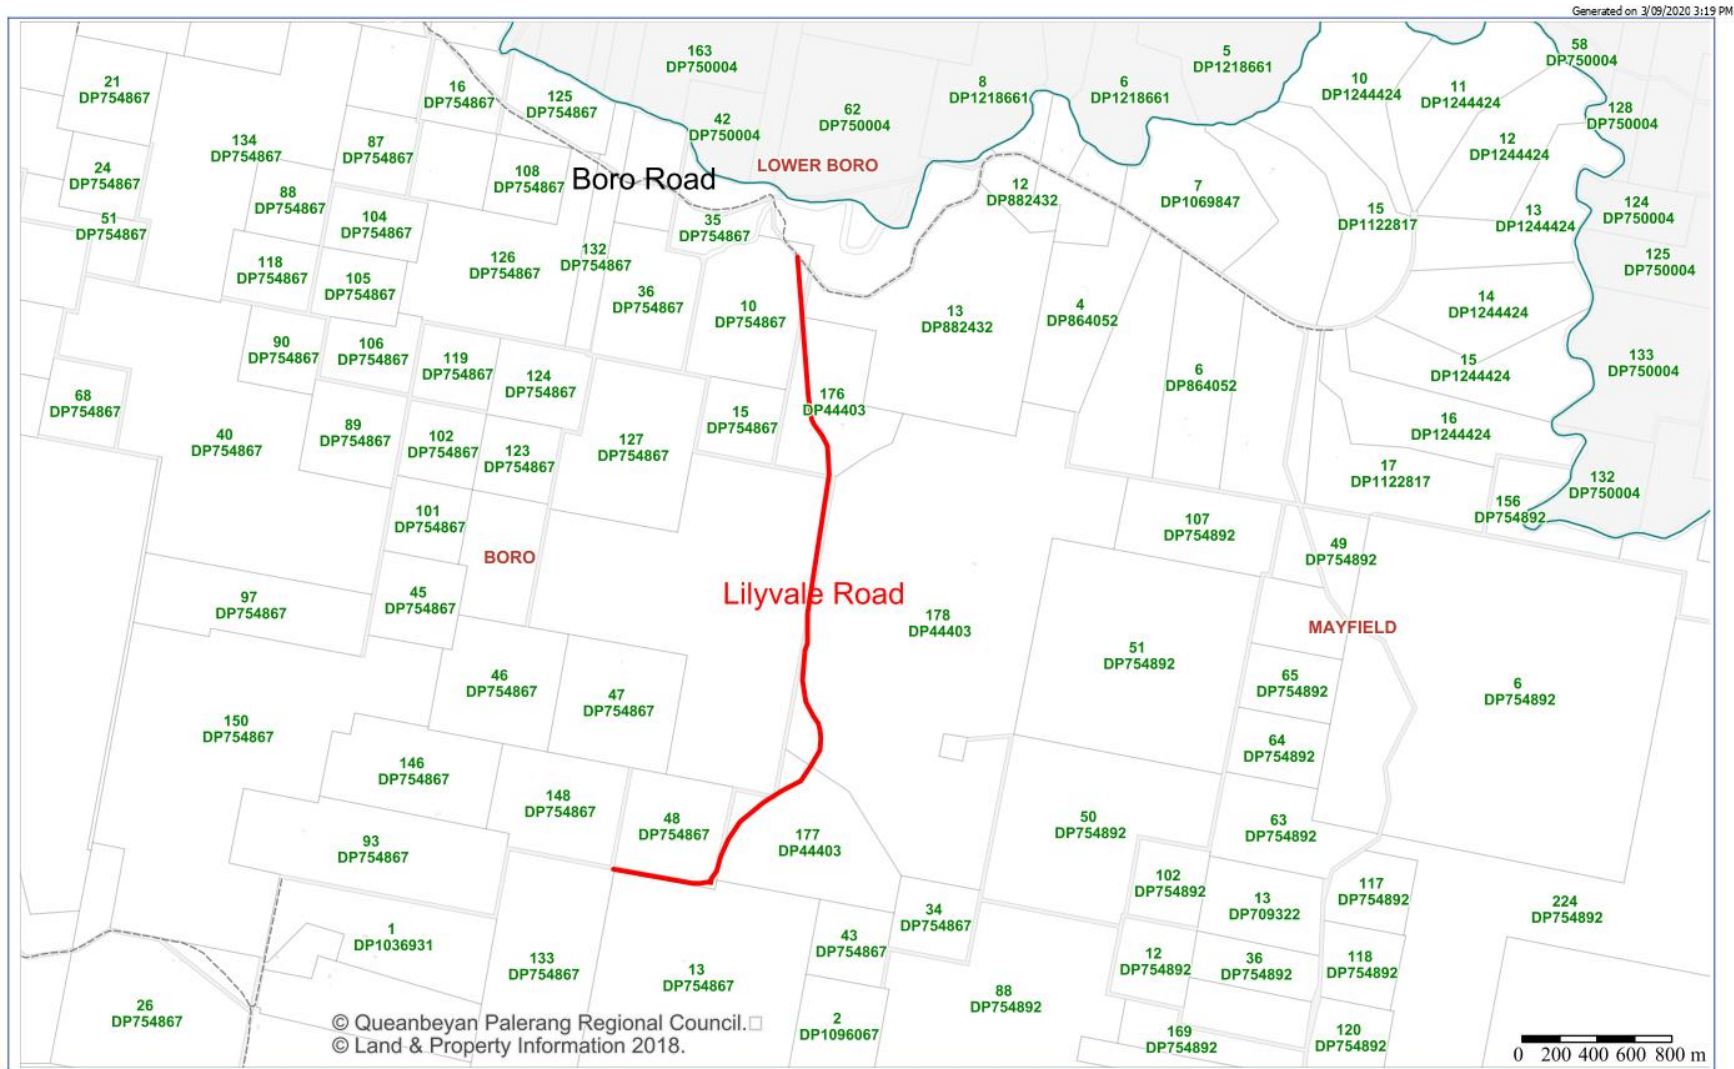 Generated on 3/09/2020 3:19 PM
163
DP750004
5
DP1218661
58
DP750004
21
DP754867
16
DP754867
125
DP754867
8
DP1218661
6
DP1218661
10
DP1244424
11
DP1244424
42
DP750004
62
DP750004
128
DP750004
134
DP754867
87
DP754867
12
DP1244424
24
DP754867
108
DP754867
Boro Road
LOWER BORO
88
DP754867
12
DP882432
7
DP1069847
51
DP754867
104
DP754867
35
DP754867
15
DP1122817
13
DP1244424
124
DP750004
118
DP754867
105
DP754867
126
DP754867
132
DP754867
125
DP750004
36
DP754867
10
DP754867
13
DP882432
4
DP864052
14
DP1244424
90
DP754867
106
DP754867
119
DP754867
124
DP754867
6
DP864052
15
DP1244424
133
DP750004
68
DP754867
176
DP44403
40
DP754867
89
DP754867
102
DP754867
123
DP754867
127
DP754867
15
DP754867
16
DP1244424
17
DP1122817
132
DP750004
101
DP754867
156
DP754892
107
DP754892
49
DP754892
BORO
97
DP754867
45
DP754867
Lilyvale Road
178
DP44403
MAYFIELD
51
DP754892
65
DP754892
6
DP754892
46
DP754867
47
DP754867
150
DP754867
64
DP754892
146
DP754867
148
DP754867
48
DP754867
177
DP44403
50
DP754892
63
DP754892
93
DP754867
102
DP754892
13
DP709322
117
DP754892
224
DP754892
1
DP1036931
34
DP754867
43
DP754867
133
DP754867
13
DP754867
12
DP754892
36
DP754892
118
DP754892
26
DP754867
88
DP754892
2
DP1096067
169
DP754892
120
DP754892
© Queanbeyan Palerang Regional Council.
© Land & Property Information 2018.
0 200 400 600 800 m